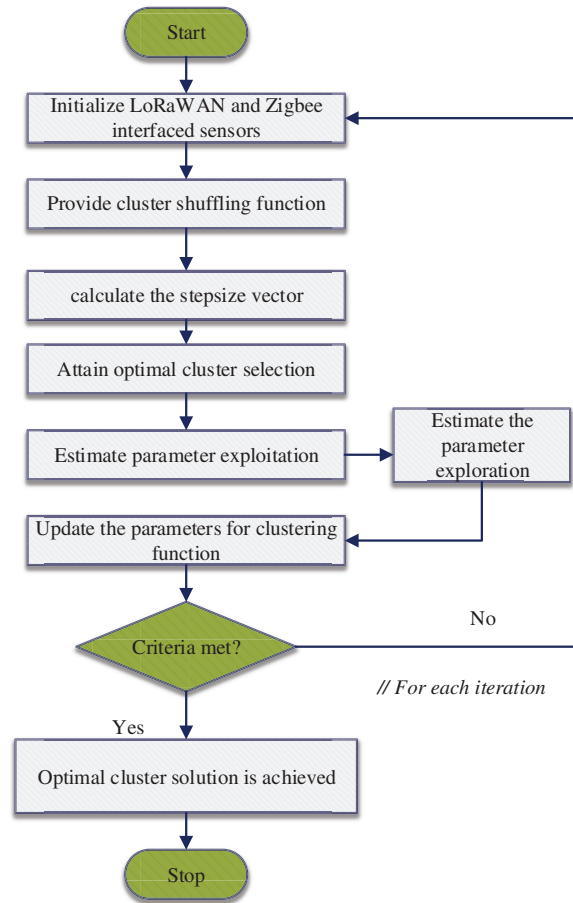 Start
Initialize LoRaWAN and Zigbee
interfaced sensors
Provide cluster shuffling function
calculate the stepsize vector
Attain optimal cluster selection
Estimate parameter exploitation
Estimate the
parameter
exploration
Update the parameters for clustering
function
Criteria met?
No
// For each iteration
Yes
Optimal cluster solution is achieved
Stop